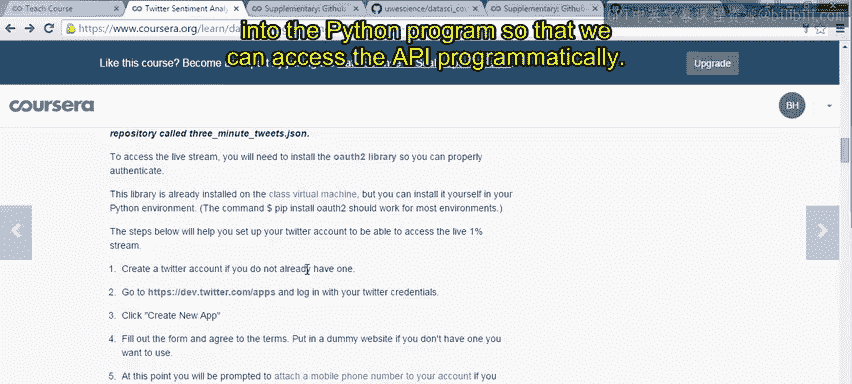 Teach Course
Twitter Sentiment Analy
Supplementary: Github
uwescience/datasci_co
Supplementary: Github
https://www.coursera.org/learn/da
into the Python program so that we
can access the API programmatically.
Like this course? Become
Upgrade
coursera
BH
repository called three_minute_tweets.json.
To access the live stream, you will need to install the oauth2 library so you can properly
authenticate.
This library is already installed on the class virtual machine, but you can install it yourself in your
Python environment. (The command $ pip install oauth2 should work for most environments.)
The steps below will help you set up your twitter account to be able to access the live 1%
stream.
1. Create a twitter account if you do not already have one.
2. Go to https://dev.twitter.com/apps and log in with your twitter credentials.
3. Click "Create New App"
4. Fill out the form and agree to the terms. Put in a dummy website if you don't have one you
want to use.
5. At this point you will be prompted to attach a mobile phone number to your account if you